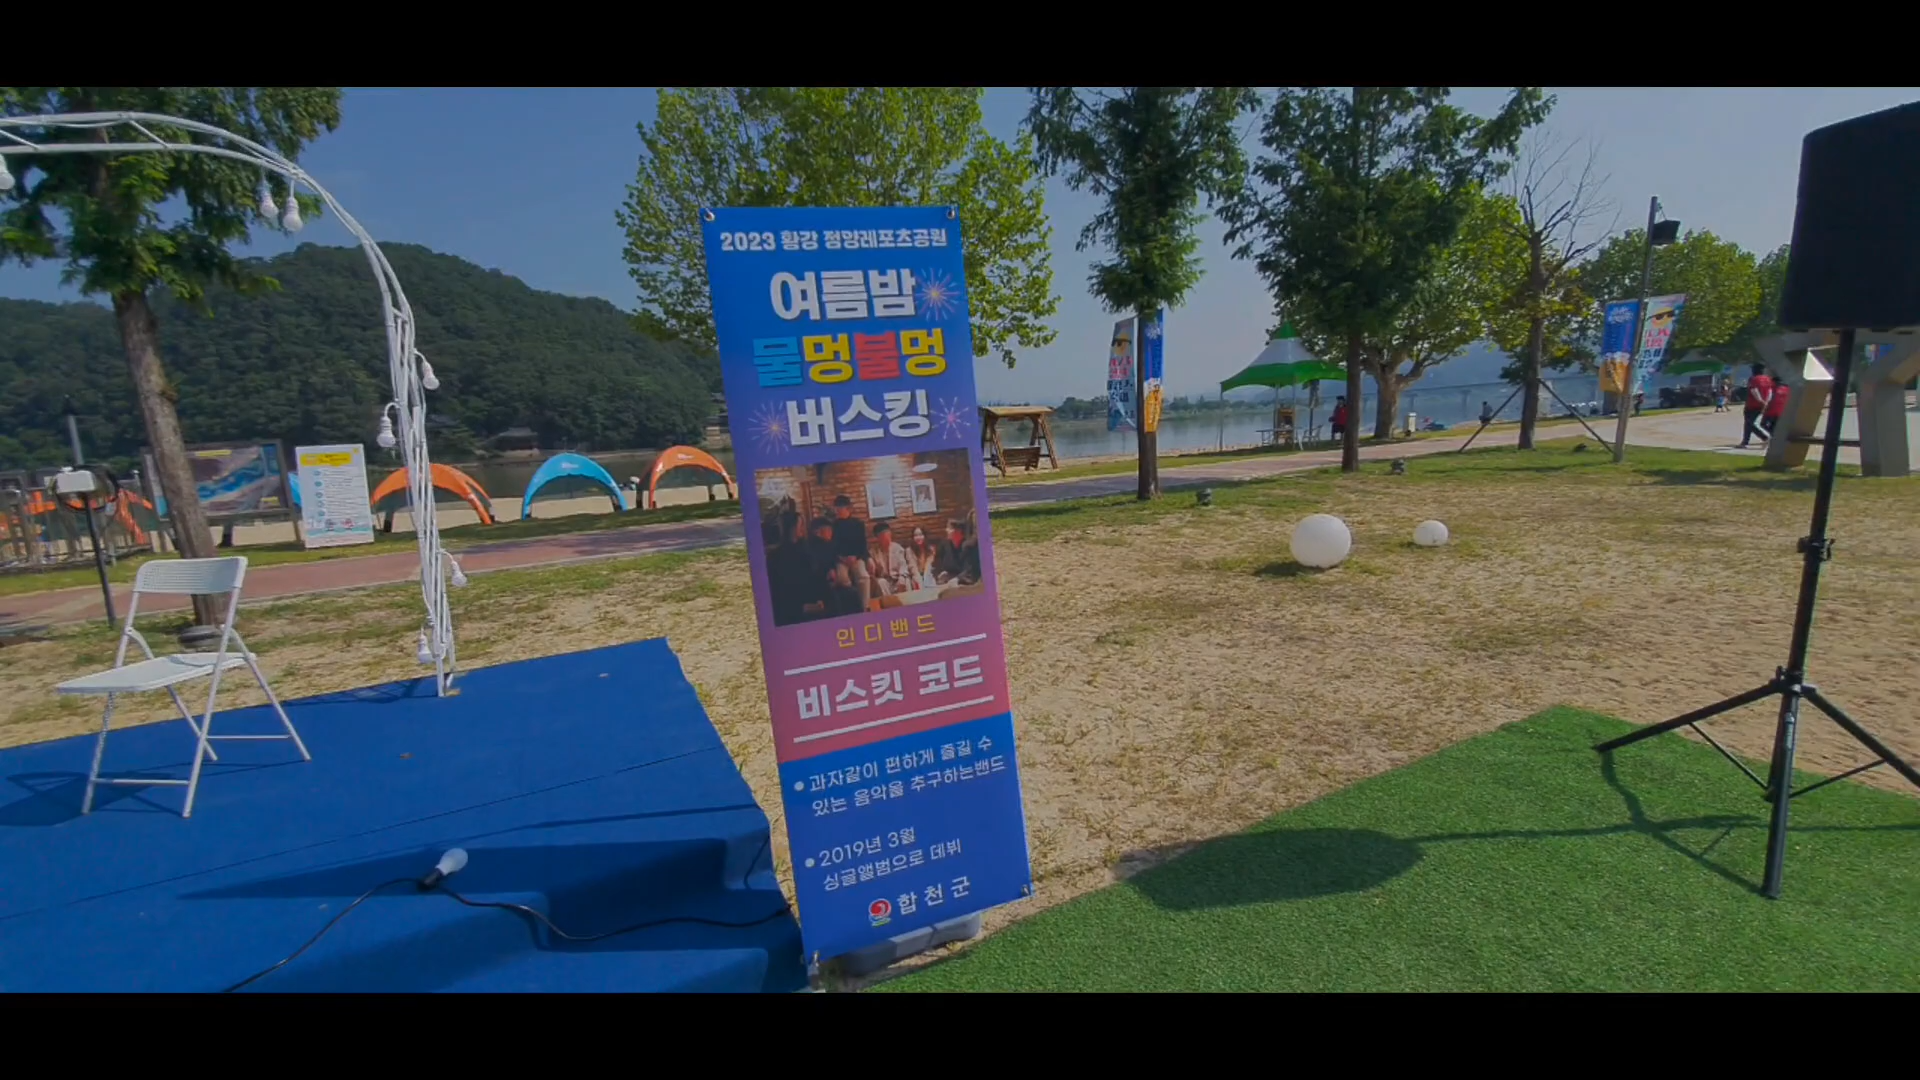 2023 황강 정양레포츠공원
여름밤
물멍불멍
버스킹
인디밴드
비스킷 코드
• 과자같이 편하게 즐길 수
있는 음악을 추구하는밴드
• 2019년 3월
싱글앨범으로 데뷔
합천군